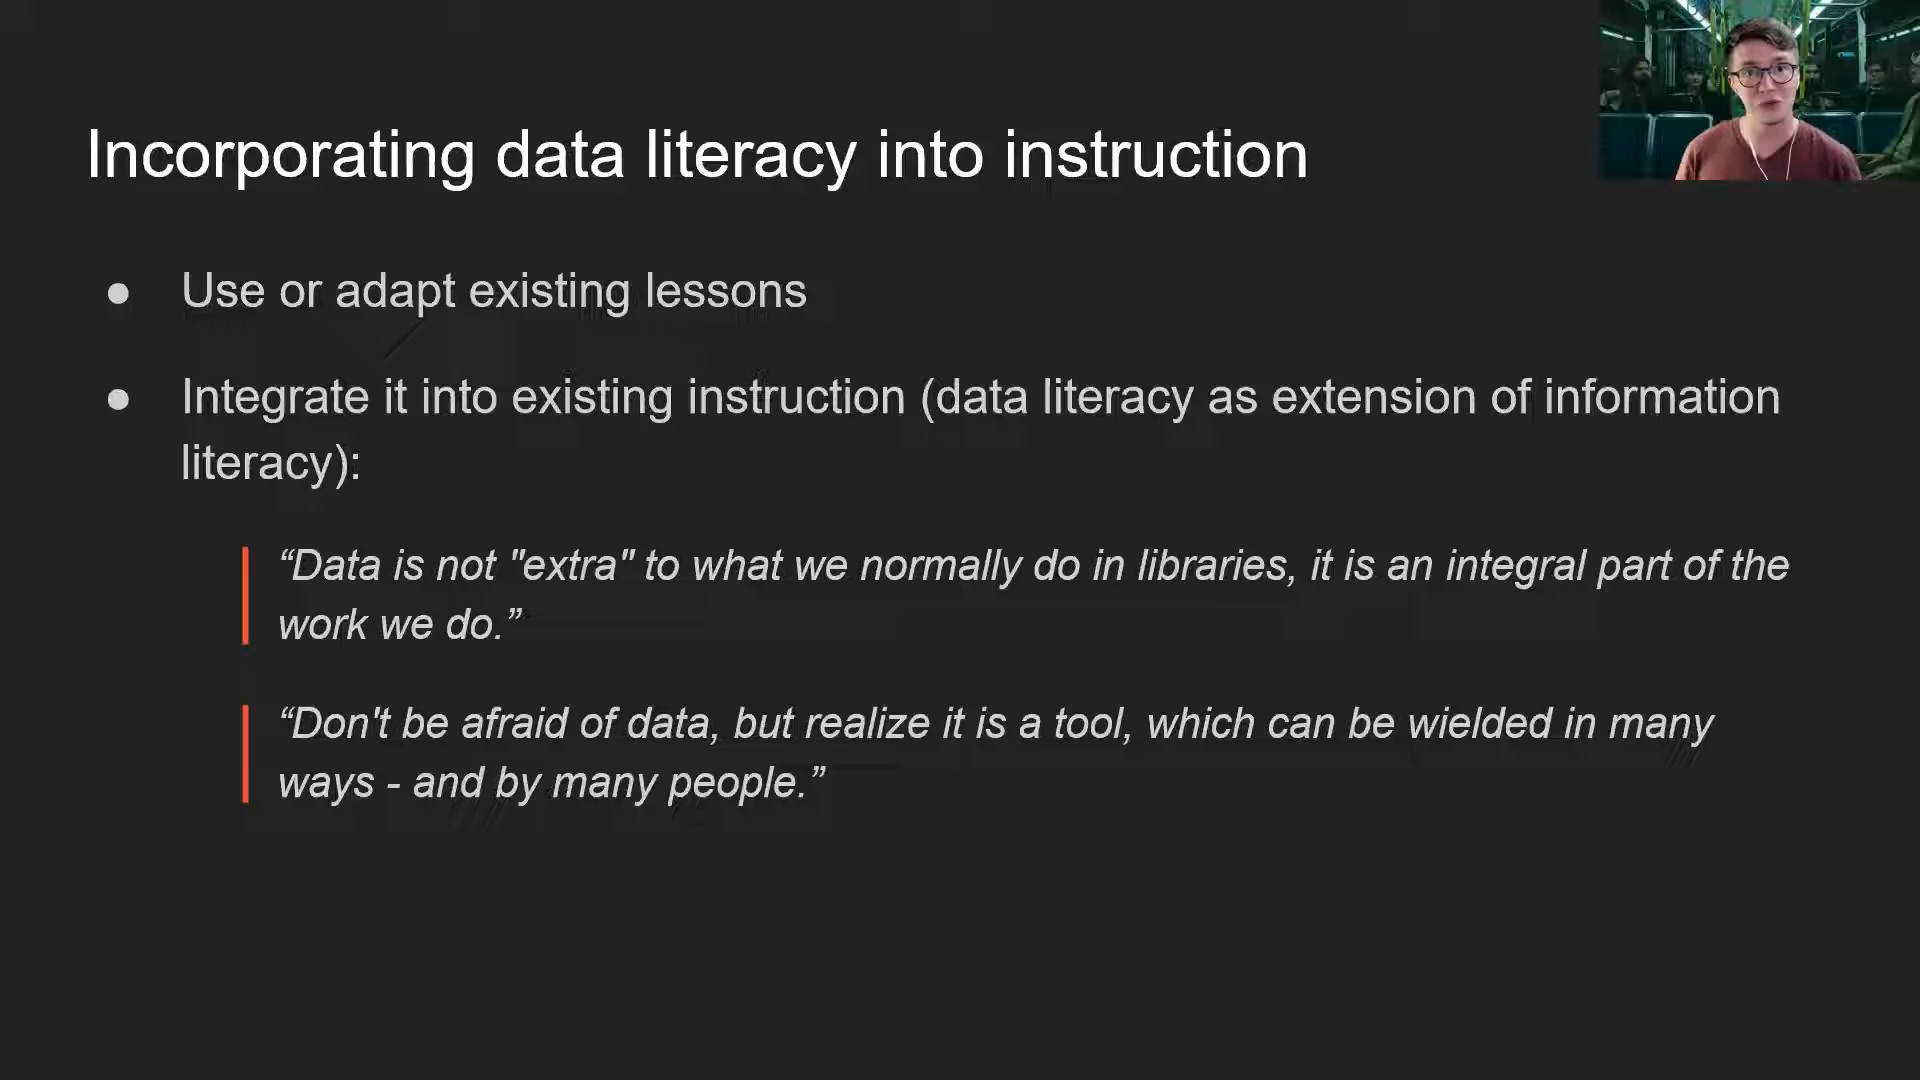 Incorporating data literacy into instruction
● Use or adapt existing lessons
● Integrate it into existing instruction (data literacy as extension of information
literacy):
“Data is not "extra" to what we normally do in libraries, it is an integral part of the
work we do.”
“Don't be afraid of data, but realize it is a tool, which can be wielded in many
ways - and by many people.”